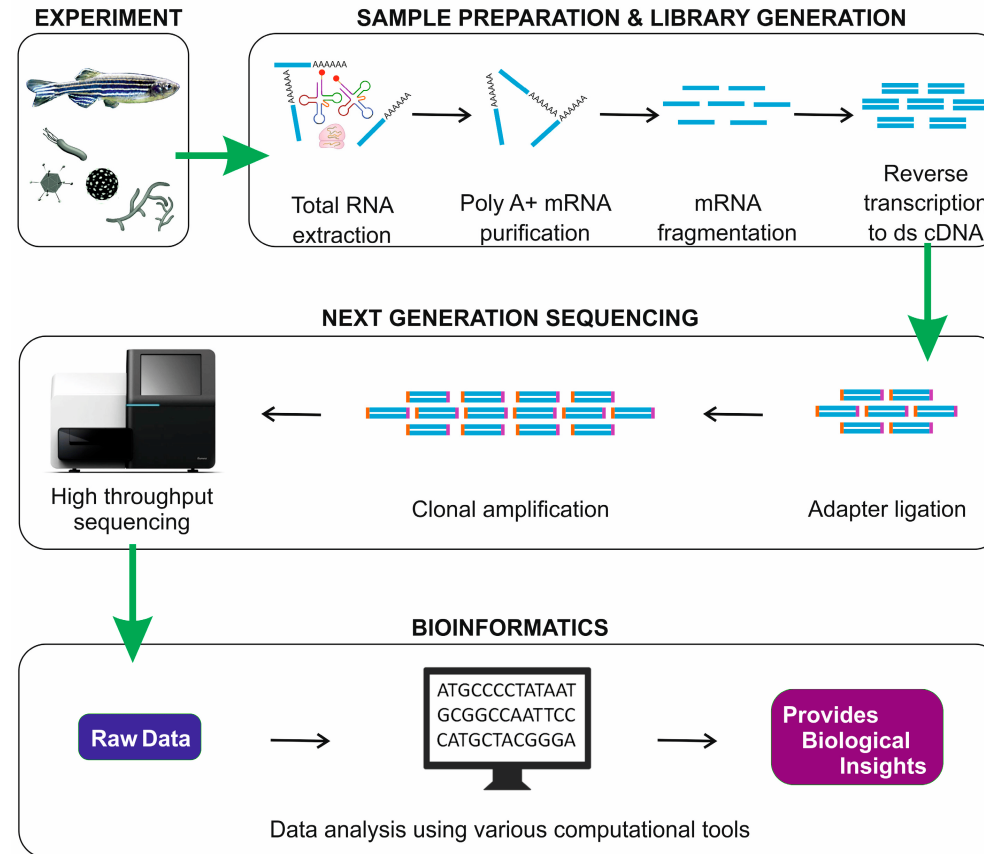 EXPERIMENT
SAMPLE PREPARATION & LIBRARY GENERATION
AAAAAA
AAAAAA
AAAAAA
AAAAAA
AAAAAA
AAAAAA
Total RNA
extraction
Poly A+ mRNA
purification
mRNA
fragmentation
Reverse
transcription
to ds cDNA
NEXT GENERATION SEQUENCING
High throughput
sequencing
Clonal amplification
Adapter ligation
BIOINFORMATICS
Raw Data
ATGCCCCTATAAT
GCGGCCAATTCC
CATGCTACGGGA
Provides
Biological
Insights
Data analysis using various computational tools